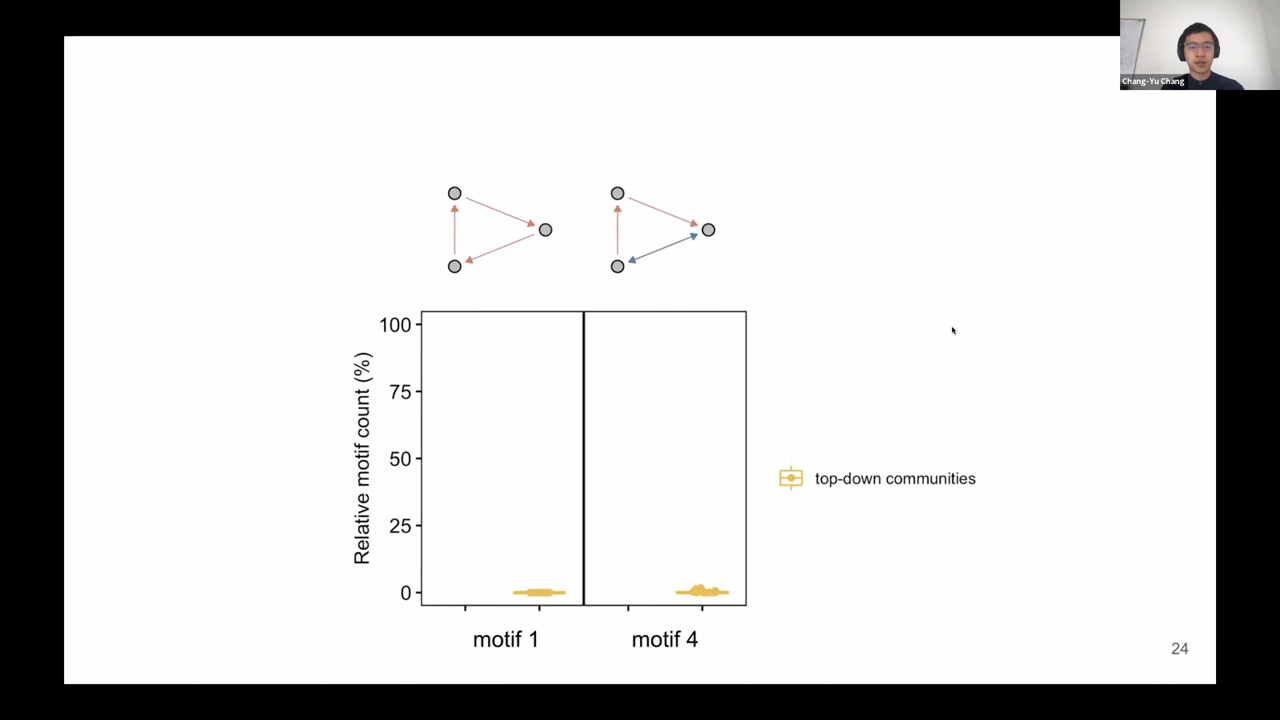 Chang-Yu Chang
Relative motif count (%)
100
75
50
25
0
motif 1
motif 4
top-down communities
24